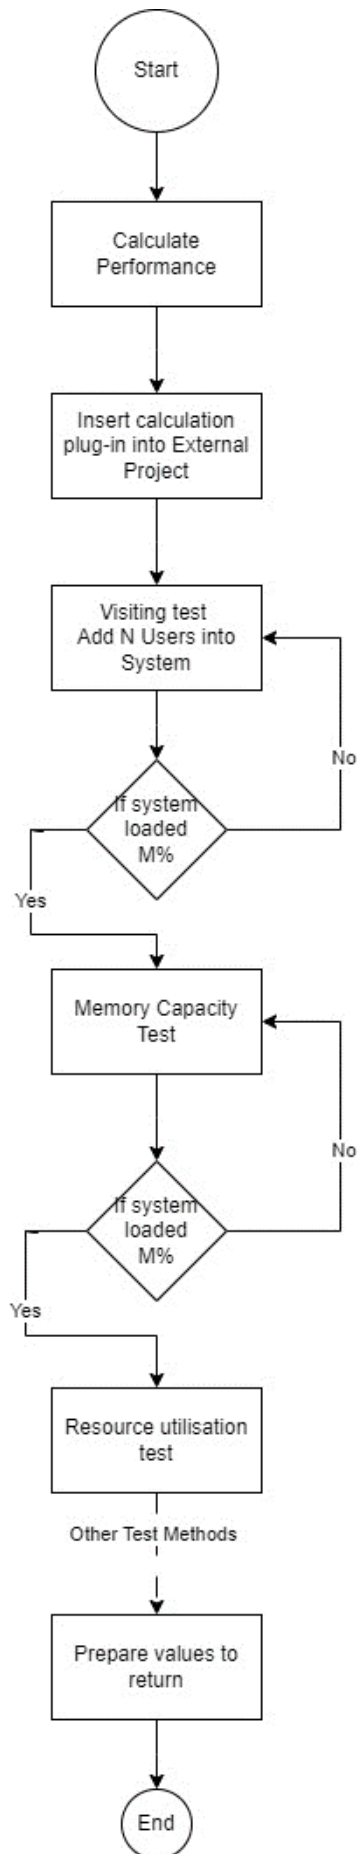 Start
Calculate
Performance
Insert calculation
plug-in into External
Project
Visiting test
Add N Users into
System
No
If system
loaded
M%
Yes
Memory Capacity
Test
No
If system
loaded
M%
Yes
Resource utilisation
test
Other Test Methods
Prepare values to
return
End